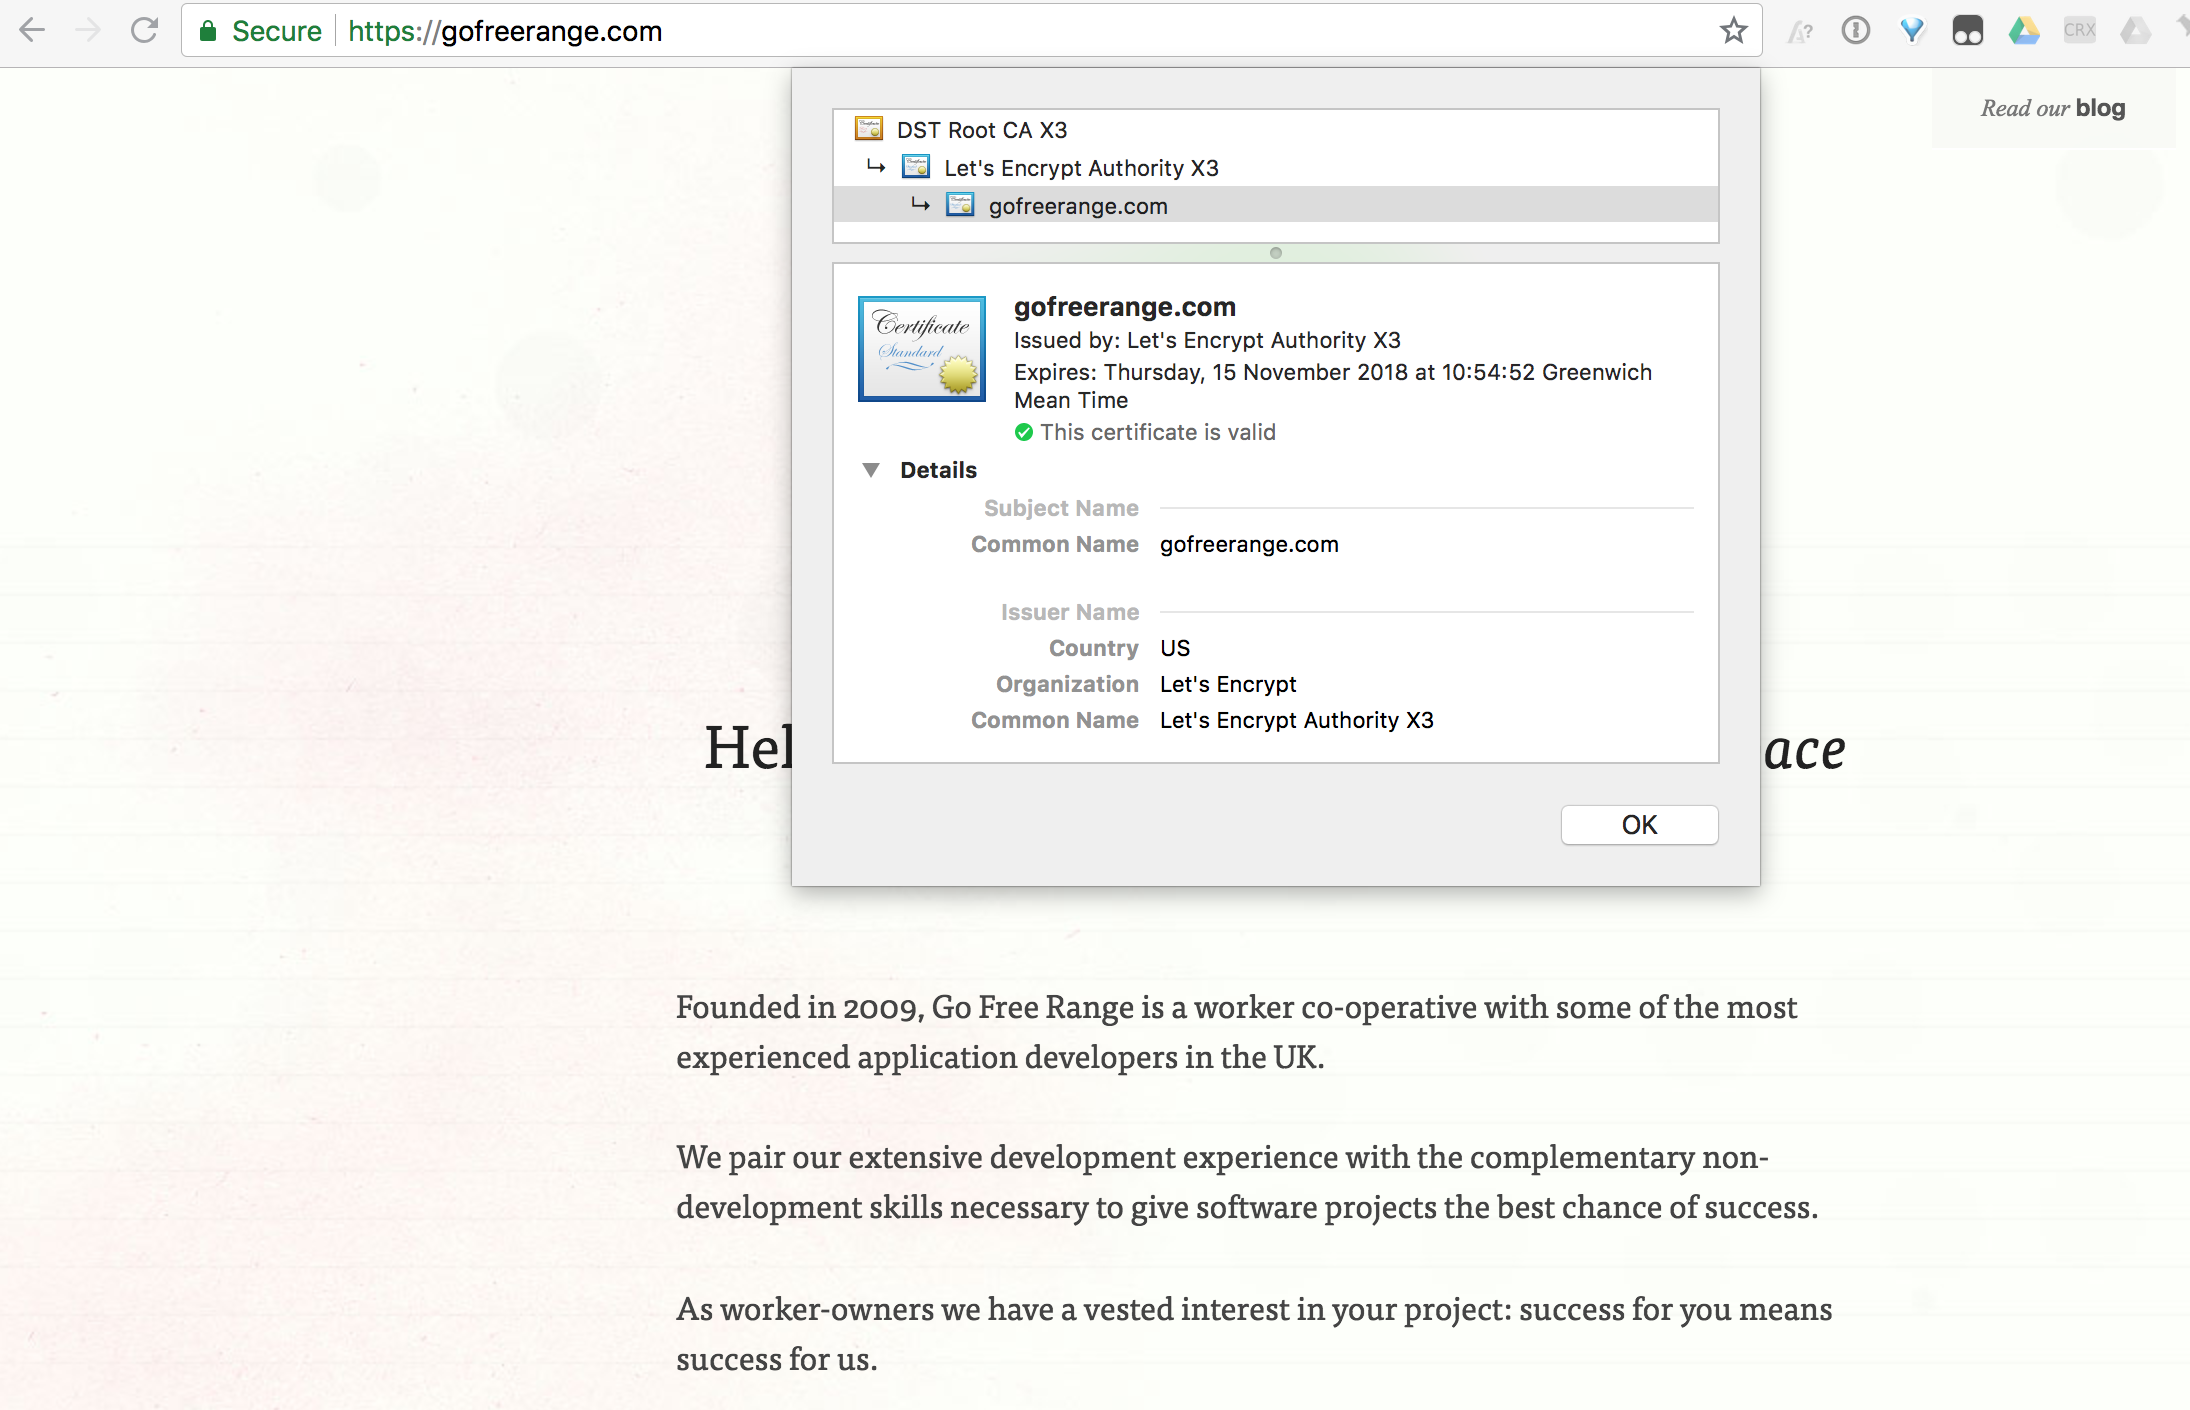 Secure https://gofreerange.com
CRX
Read our blog
DST Root CA X3
Let's Encrypt Authority X3
gofreerange.com
Certificate
Standard
gofreerange.com
Issued by: Let's Encrypt Authority X3
Expires: Thursday, 15 November 2018 at 10:54:52 Greenwich
Mean Time
This certificate is valid
Details
Subject Name
Common Name gofreerange.com
Issuer Name
Country US
Organization Let's Encrypt
Common Name Let's Encrypt Authority X3
Hel
ace
OK
Founded in 2009, Go Free Range is a worker co-operative with some of the most
experienced application developers in the UK.
We pair our extensive development experience with the complementary non-
development skills necessary to give software projects the best chance of success.
As worker-owners we have a vested interest in your project: success for you means
success for us.